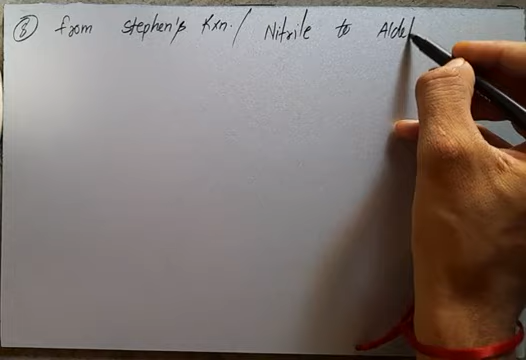 ⑧ from Stephen's Rxn. / Nitrile to Aldel